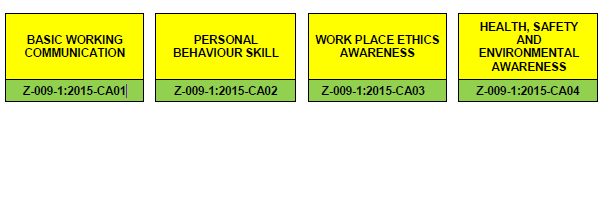 BASIC WORKING
COMMUNICATION
Z-009-1:2015-CA01
PERSONAL
BEHAVIOUR SKILL
Z-009-1:2015-CA02
WORK PLACE ETHICS
AWARENESS
Z-009-1:2015-CA03
HEALTH, SAFETY
AND
ENVIRONMENTAL
AWARENESS
Z-009-1:2015-CA04